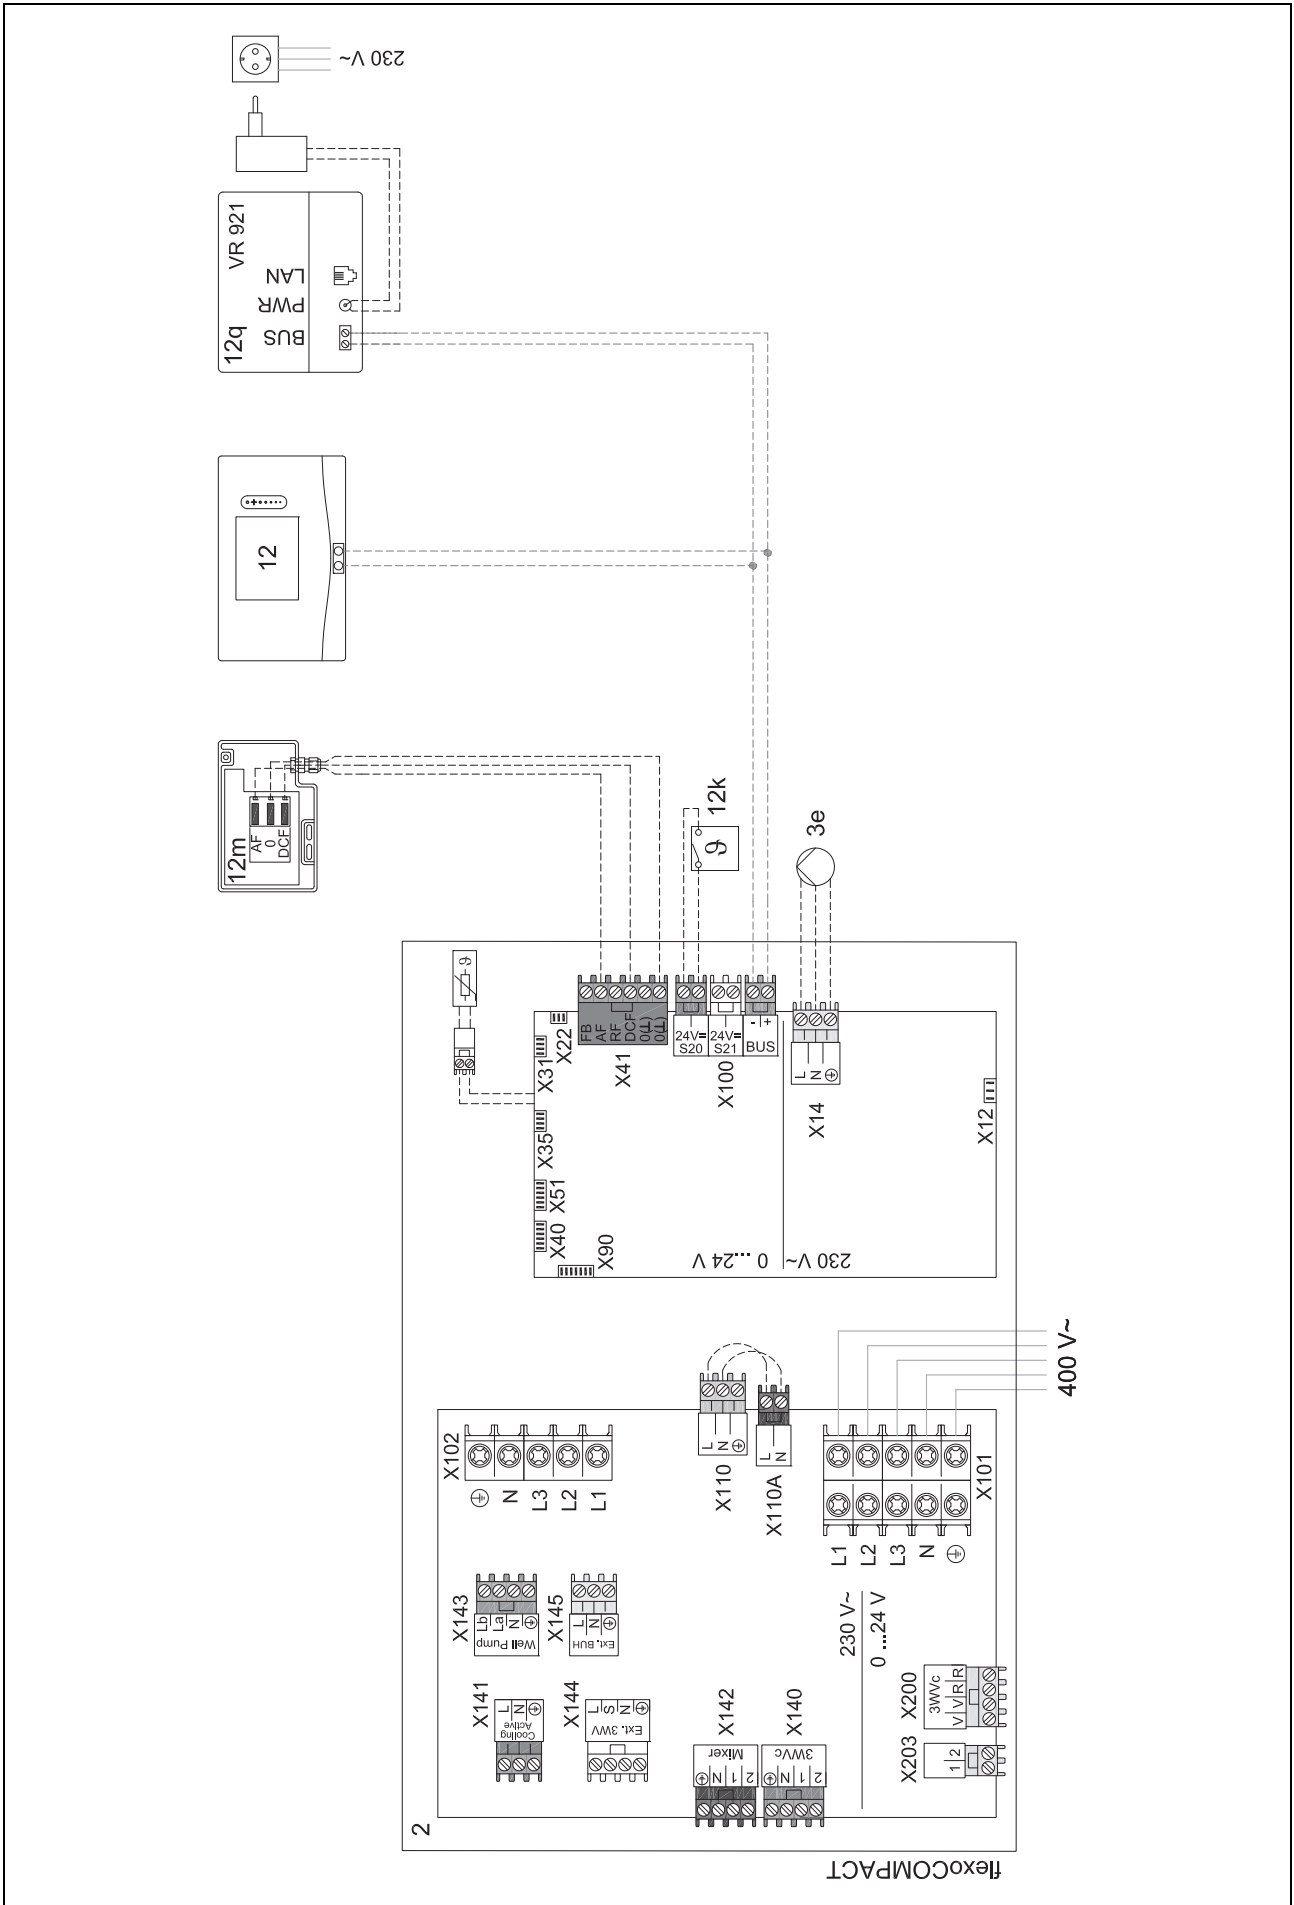 230 V~
VR 921
LAN
PWR
BUS
12q
12
12m
AF
0
DCF
12k
ϑ
3e
ϑ
X22
X31
X35
X51
X40
X90
FB
AF
RF
DCF
0(⊥)
0(⊥)
X41
24V=
S20
24V=
S21
X100
- +
BUS
L
N
X14
X12
0 ...24 V
230 V~
400 V~
X102
N
L3
L2
L1
L
N
X110
L
N
X110A
X101
L1
L2
L3
N
X143
Lb
La
N
Well Pump
X145
L
N
Ext. BUH
230 V~
0 ...24 V
X141
L
N
Cooling
Active
X144
L
S
N
Ext. 3WV
X142
Mixer
N 1 2
X140
3WVc
N 1 2
X200
3WVc
V V R R
X203
1 2
2
flexoCOMPACT